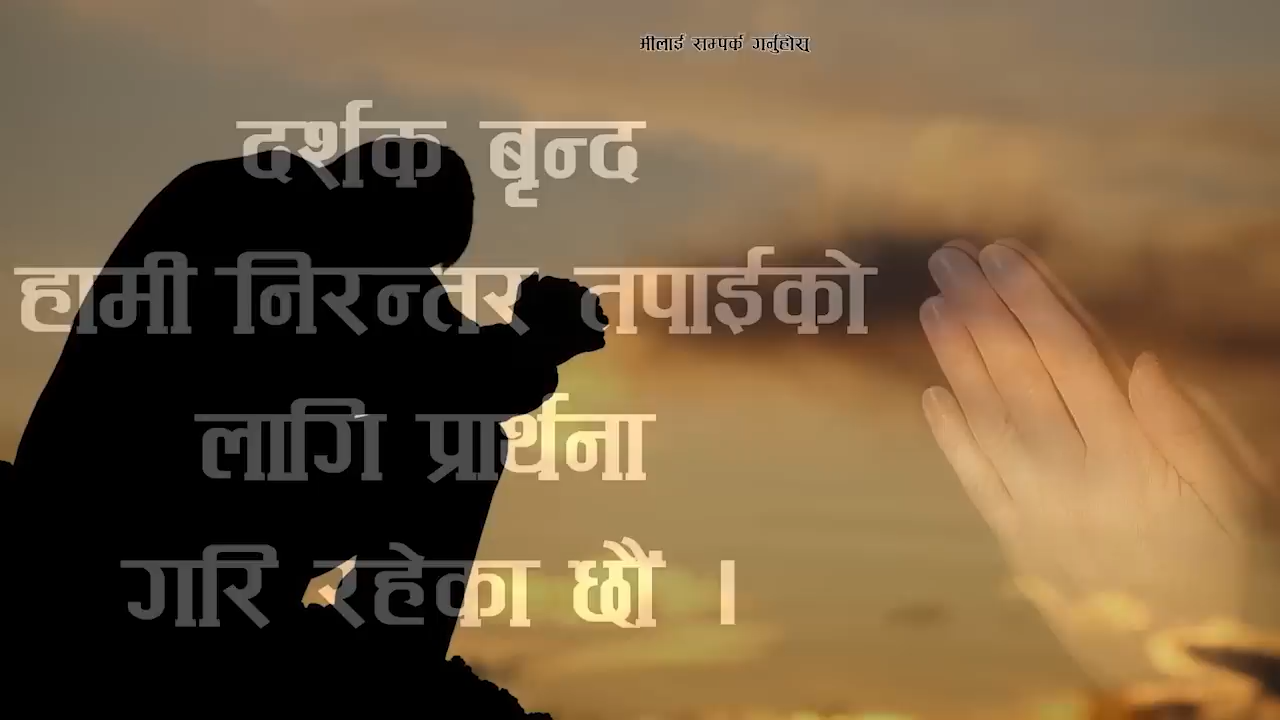 मीलाई सम्पर्क गर्नुहोस्
दर्शक बृन्द
हामी निरन्तर तपाईको
लागि प्रार्थना
गरि रहेका छौं ।